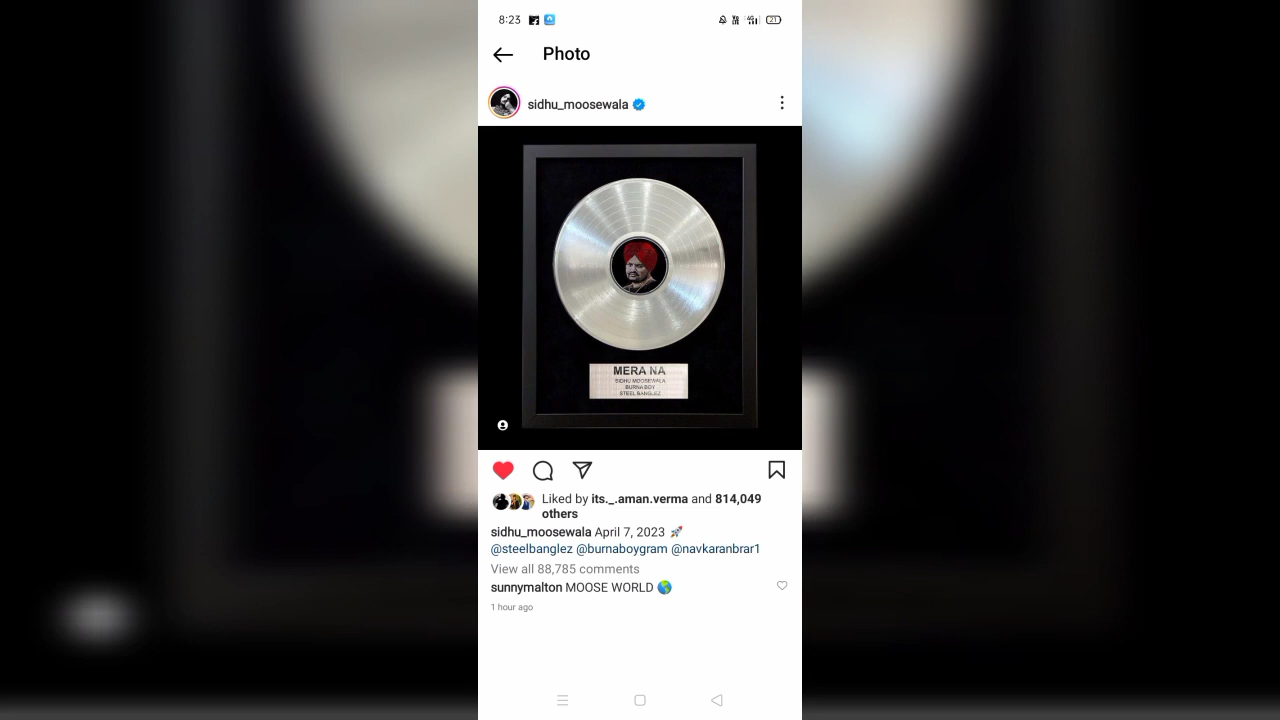 8:23
21
Photo
sidhu_moosewala
MERA NA
SIDHU MOOSEWALA
BURNA BOY
STEEL BANGLEZ
Liked by its._.aman.verma and 814,049
others
sidhu_moosewala April 7, 2023 🚀
@steelbanglez @burnaboygram @navkaranbrar1
View all 88,785 comments
sunnymalton MOOSE WORLD 🌎
1 hour ago